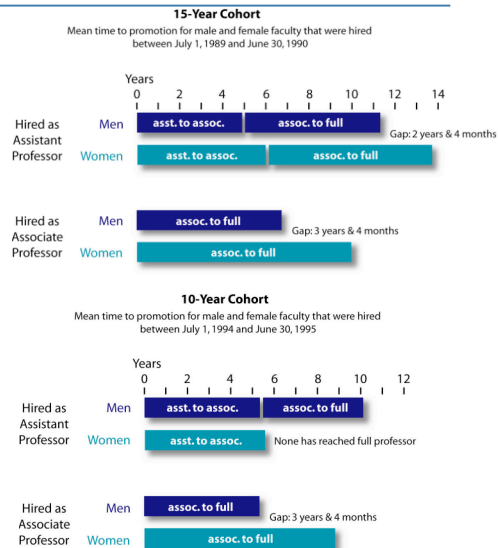 15-Year Cohort
Mean time to promotion for male and female faculty that were hired
between July 1, 1989 and June 30, 1990
Years
0 2 4 6 8 10 12 14
Hired as
Assistant
Professor
Men
asst. to assoc. assoc. to full
Gap: 2 years & 4 months
Women
asst. to assoc. assoc. to full
Hired as
Associate
Professor
Men
assoc. to full
Gap: 3 years & 4 months
Women
assoc. to full
10-Year Cohort
Mean time to promotion for male and female faculty that were hired
between July 1, 1994 and June 30, 1995
Years
0 2 4 6 8 10 12
Hired as
Assistant
Professor
Men
asst. to assoc. assoc. to full
Women
asst. to assoc. None has reached full professor
Hired as
Associate
Professor
Men
assoc. to full
Gap: 3 years & 4 months
Women
assoc. to full